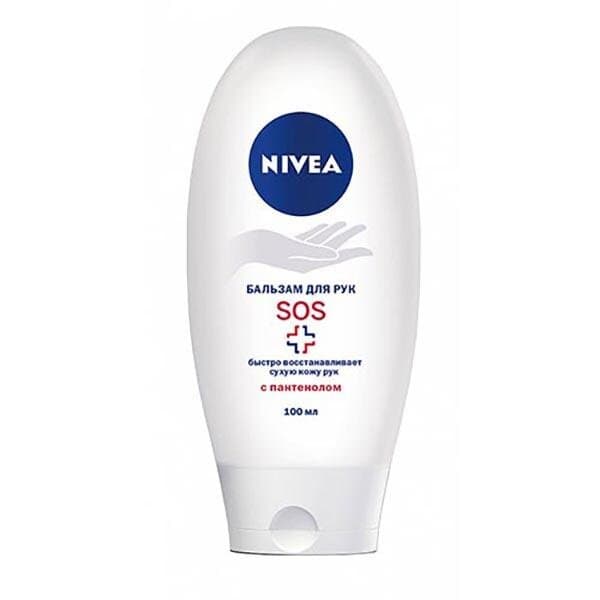 NIVEA
БАЛЬЗАМ ДЛЯ РУК
SOS
быстро восстанавливает
сухую кожу рук
с пантенолом
100 мл